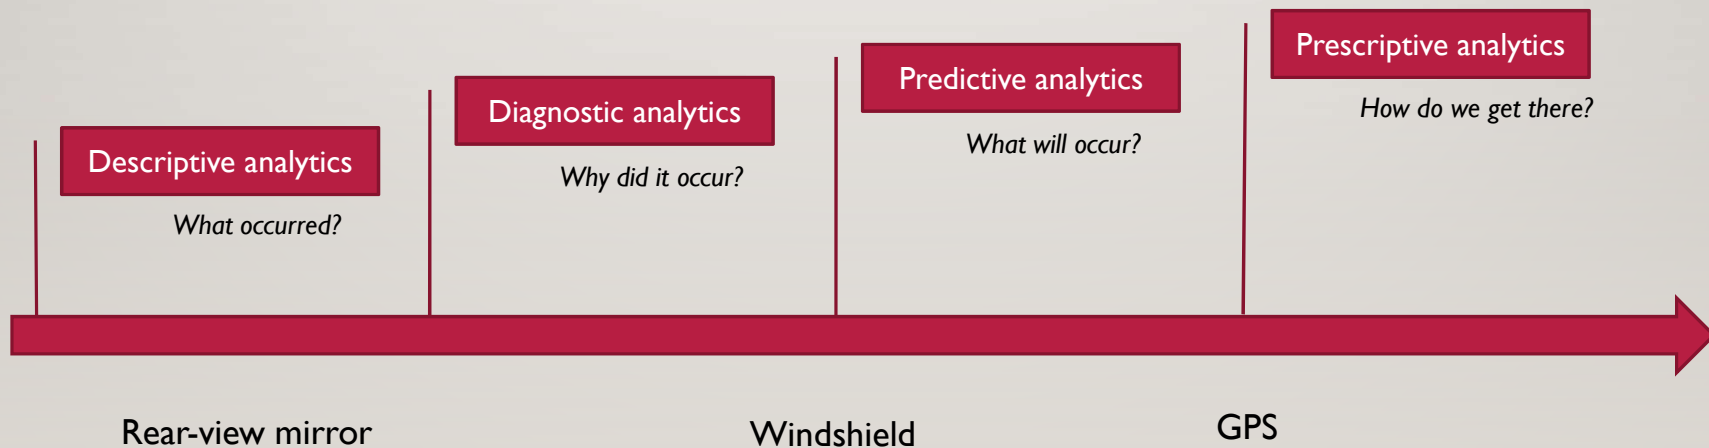 Descriptive analytics
What occurred?
Diagnostic analytics
Why did it occur?
Predictive analytics
What will occur?
Prescriptive analytics
How do we get there?
Rear-view mirror
Windshield
GPS